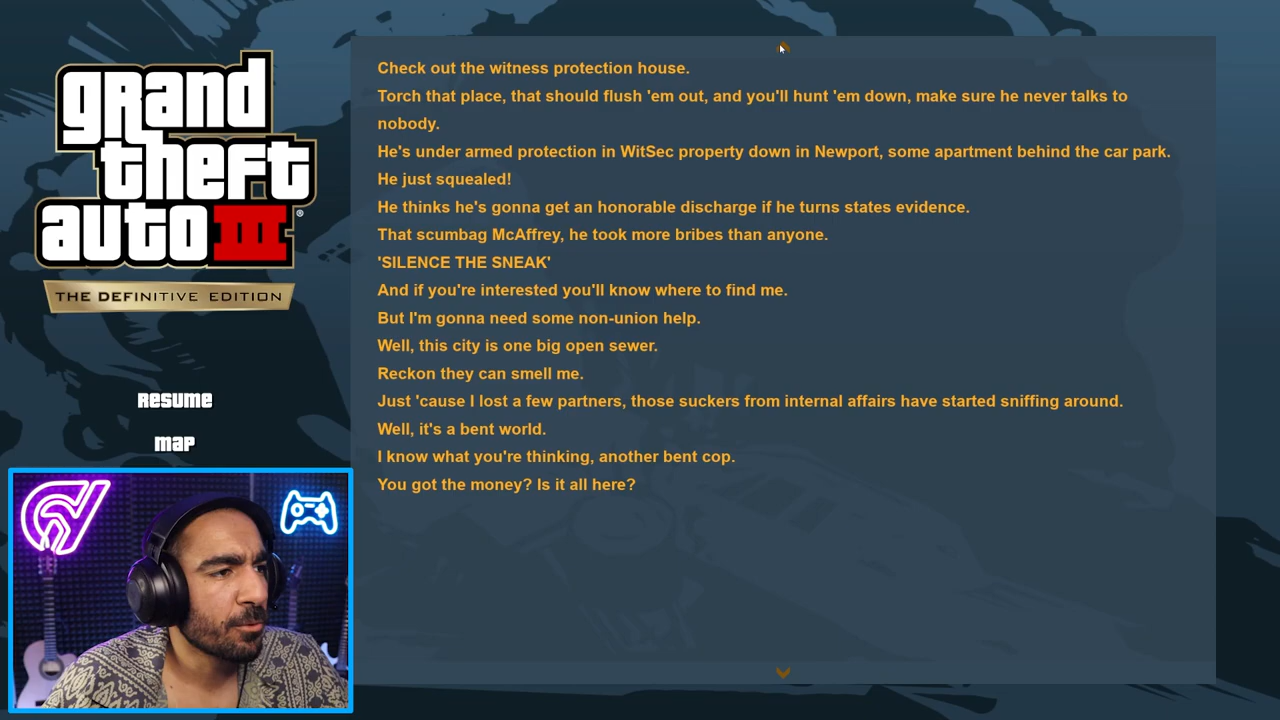 grand
theft
auto III
®
THE DEFINITIVE EDITION
RESUME
MAP
Check out the witness protection house.
Torch that place, that should flush 'em out, and you'll hunt 'em down, make sure he never talks to
nobody.
He's under armed protection in WitSec property down in Newport, some apartment behind the car park.
He just squealed!
He thinks he's gonna get an honorable discharge if he turns states evidence.
That scumbag McAffrey, he took more bribes than anyone.
'SILENCE THE SNEAK'
And if you're interested you'll know where to find me.
But I'm gonna need some non-union help.
Well, this city is one big open sewer.
Reckon they can smell me.
Just 'cause I lost a few partners, those suckers from internal affairs have started sniffing around.
Well, it's a bent world.
I know what you're thinking, another bent cop.
You got the money? Is it all here?